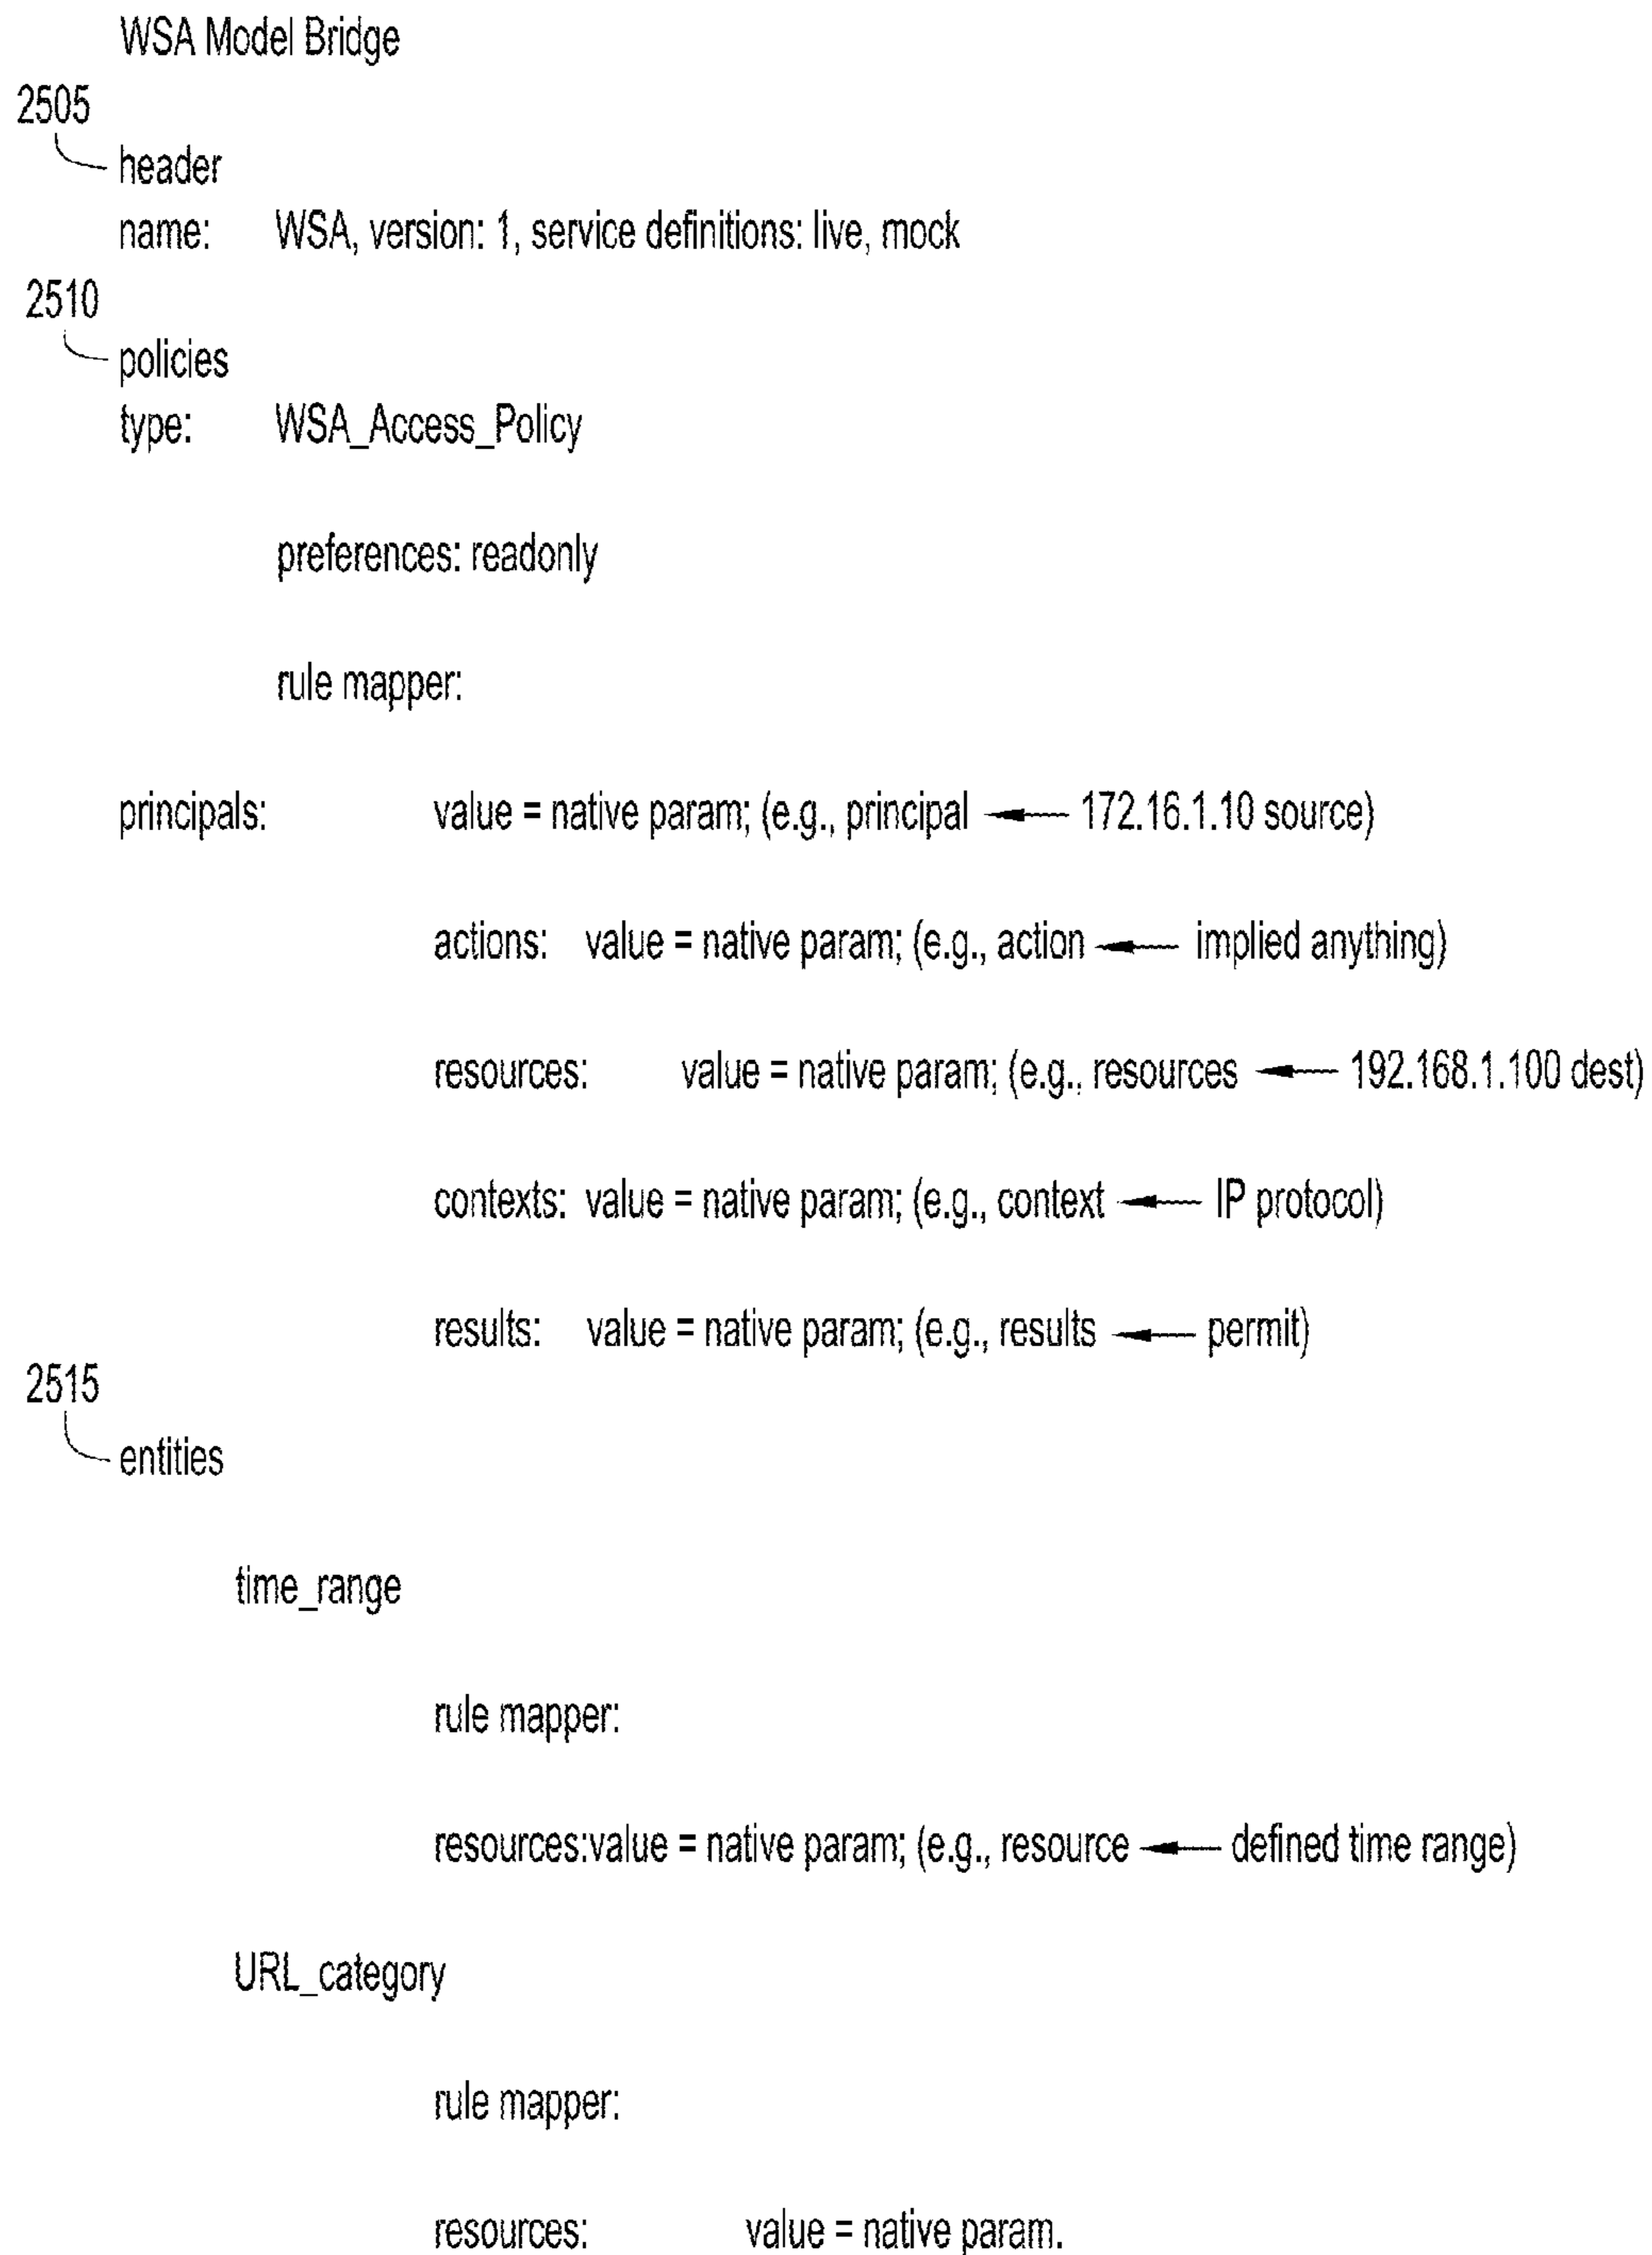 WSA Model Bridge
2505
header
name: WSA, version: 1, service definitions: live, mock
2510
policies
type: WSA_Access_Policy
preferences: readonly
rule mapper:
principals: value = native param; (e.g., principal ← 172.16.1.10 source)
actions: value = native param; (e.g., action ← implied anything)
resources: value = native param; (e.g., resources ← 192.168.1.100 dest)
contexts: value = native param; (e.g., context ← IP protocol)
results: value = native param; (e.g., results ← permit)
2515
entities
time_range
rule mapper:
resources:value = native param; (e.g., resource ← defined time range)
URL_category
rule mapper:
resources: value = native param.